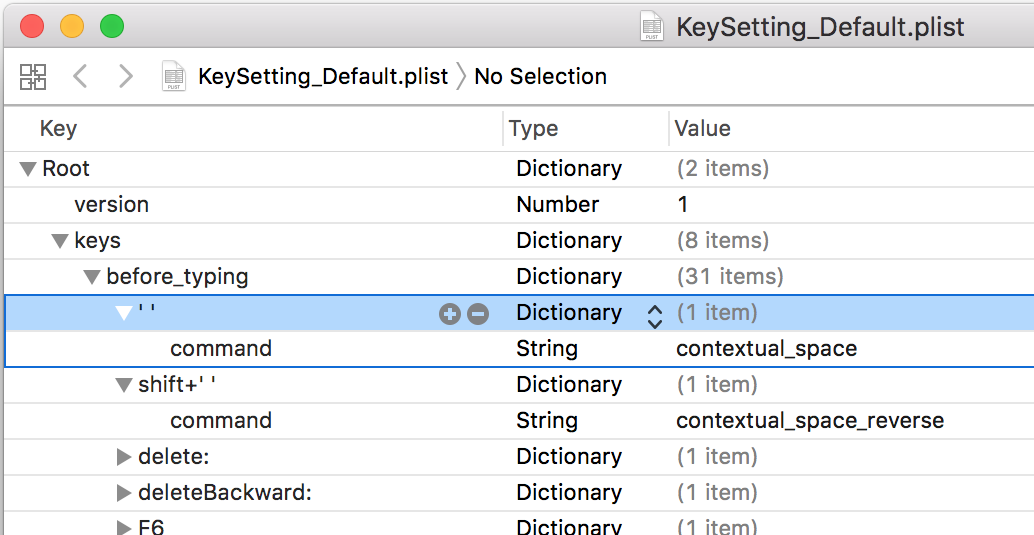 KeySetting_Default.plist
KeySetting_Default.plist No Selection
Key Type Value
Root Dictionary (2 items)
version Number 1
keys Dictionary (8 items)
before_typing Dictionary (31 items)
' ' Dictionary (1 item)
command String contextual_space
shift+' ' Dictionary (1 item)
command String contextual_space_reverse
delete: Dictionary (1 item)
deleteBackward: Dictionary (1 item)
F6 Dictionary (1 item)